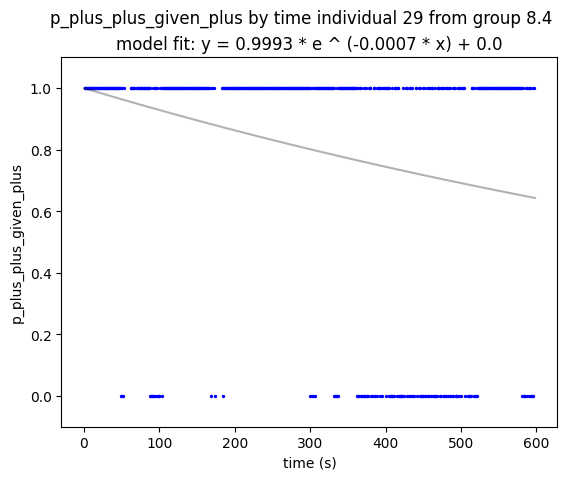 p_plus_plus_given_plus by time individual 29 from group 8.4
model fit: y = 0.9993 * e ^ (-0.0007 * x) + 0.0
1.0
0.8
0.6
0.4
0.2
0.0
p_plus_plus_given_plus
0 100 200 300 400 500 600
time (s)